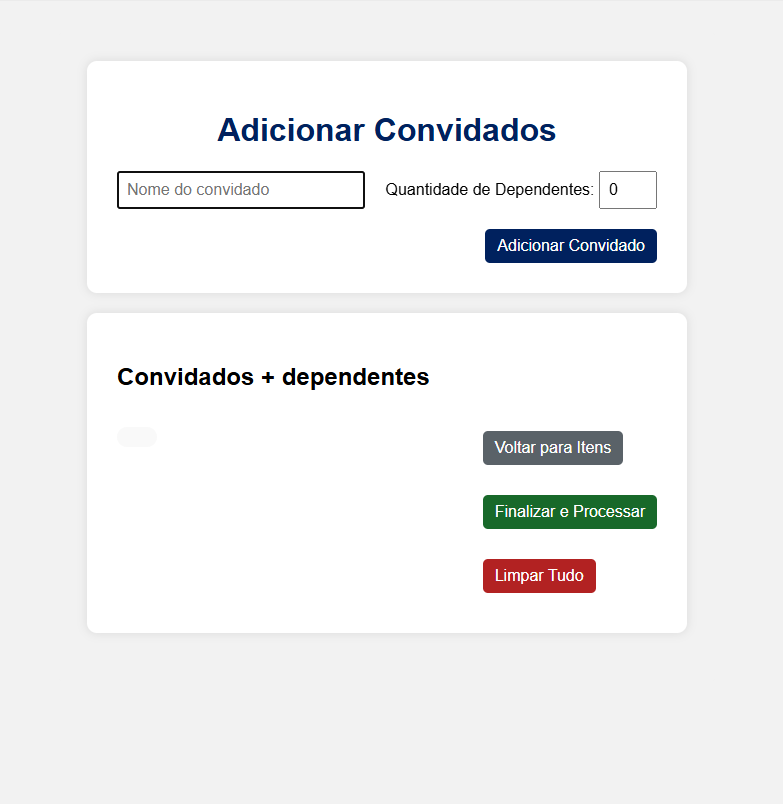 Adicionar Convidados
Nome do convidado
Quantidade de Dependentes: 0
Adicionar Convidado
Convidados + dependentes
Voltar para Itens
Finalizar e Processar
Limpar Tudo